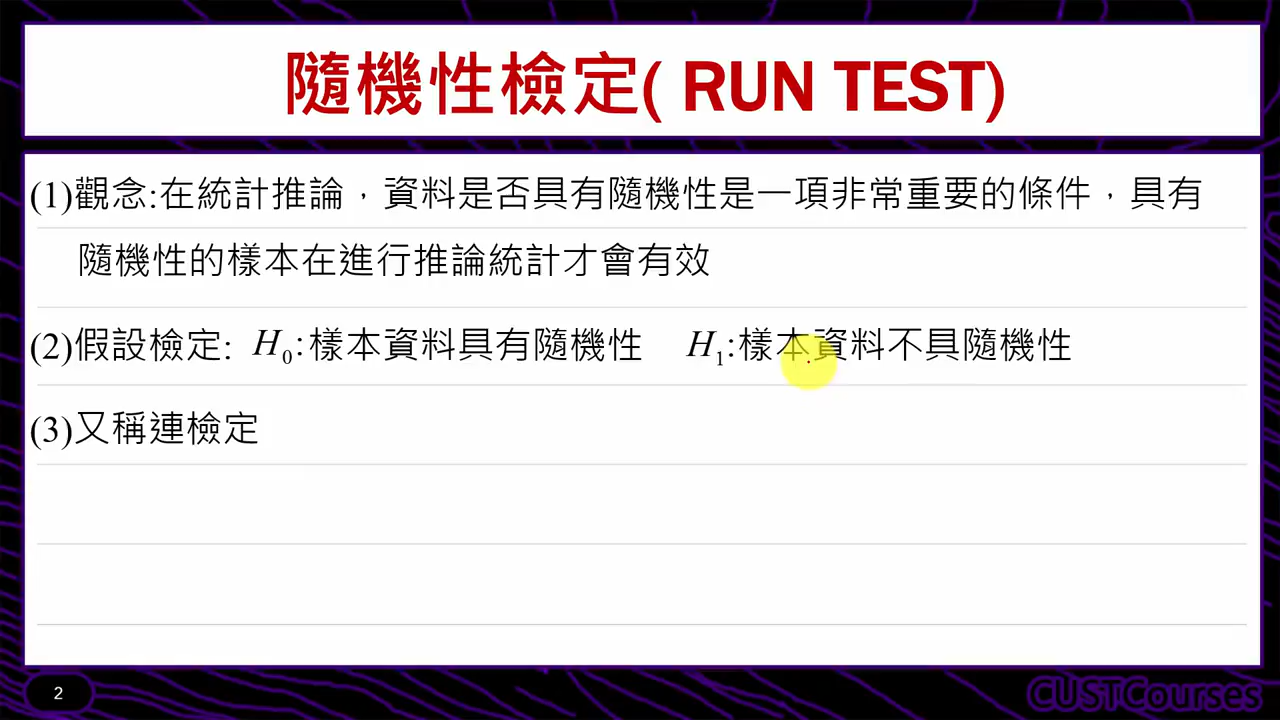 隨機性檢定( RUN TEST)
(1)觀念:在統計推論，資料是否具有隨機性是一項非常重要的條件，具有
隨機性的樣本在進行推論統計才會有效
(2)假設檢定: H₀:樣本資料具有隨機性 H₁:樣本資料不具隨機性
(3)又稱連檢定
2
CUSTCourses